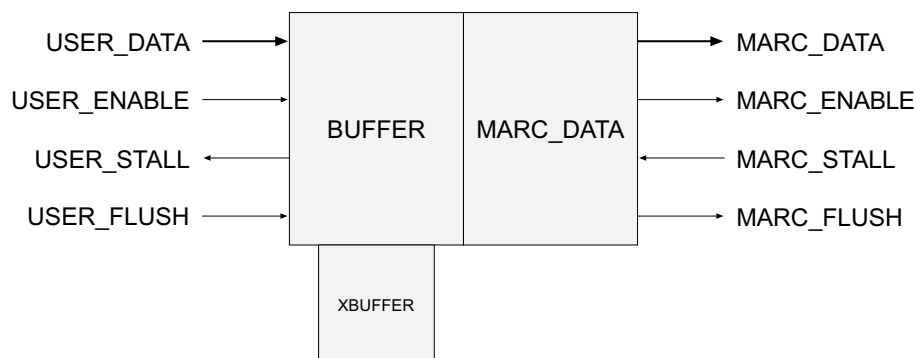 USER_DATA
USER_ENABLE
USER_STALL
USER_FLUSH
BUFFER
MARC_DATA
XBUFFER
MARC_DATA
MARC_ENABLE
MARC_STALL
MARC_FLUSH